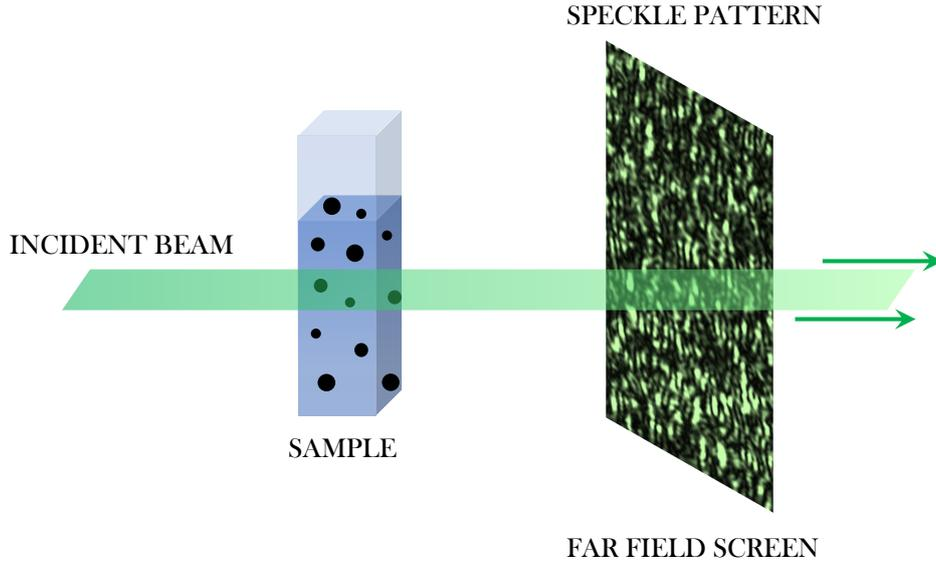 SPECKLE PATTERN
INCIDENT BEAM
SAMPLE
FAR FIELD SCREEN